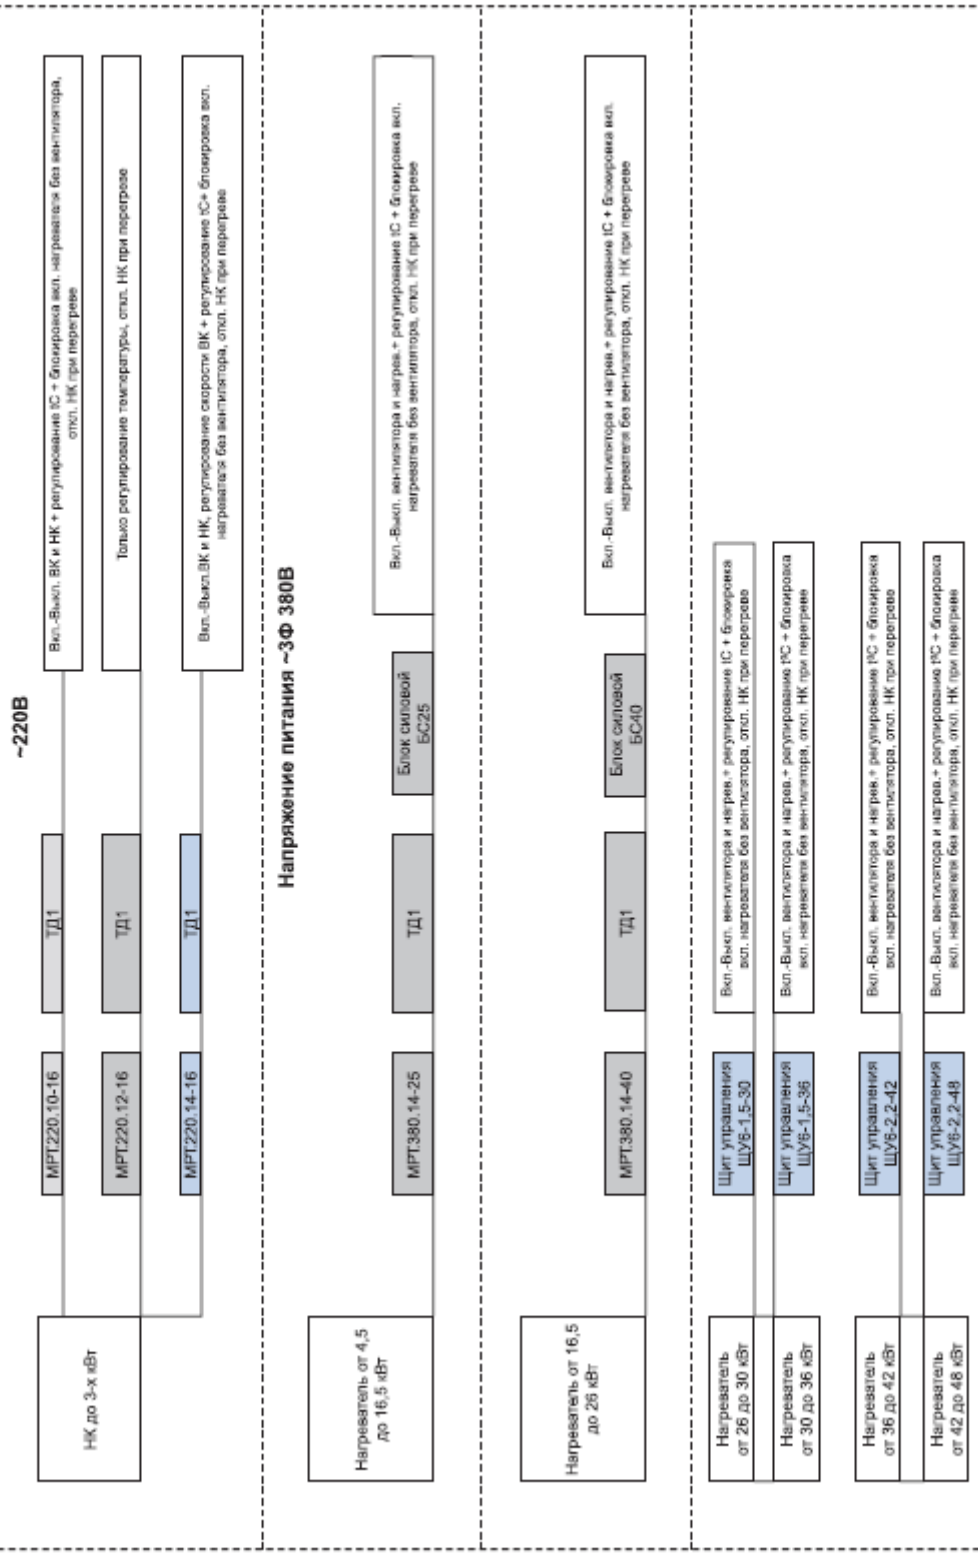 ~220В
НК до 3-х кВт
МРТ220.10-16
ТД1
Вкл.-Выкл. ВК и НК + регулирование tС + блокировка вкл. нагревателя без вентилятора,
откл. НК при перегреве
МРТ220.12-16
ТД1
Только регулирование температуры, откл. НК при перегреве
МРТ220.14-16
ТД1
Вкл.-Выкл.ВК и НК, регулирование скорости ВК + регулирование tС+ блокировка вкл.
нагревателя без вентилятора, откл. НК при перегреве
Напряжение питания ~3Ф 380В
Нагреватель от 4,5
до 16,5 кВт
МРТ380.14-25
ТД1
Блок силовой
БС25
Вкл.-Выкл. вентилятора и нагрев.+ регулирование tС + блокировка вкл.
нагревателя без вентилятора, откл. НК при перегреве
Нагреватель от 16,5
до 26 кВт
МРТ380.14-40
ТД1
Блок силовой
БС40
Вкл.-Выкл. вентилятора и нагрев.+ регулирование tС + блокировка вкл.
нагревателя без вентилятора, откл. НК при перегреве
Нагреватель
от 26 до 30 кВт
Щит управления
ЩУ6-1,5-30
Вкл.-Выкл. вентилятора и нагрев.+ регулирование tС + блокировка
вкл. нагревателя без вентилятора, откл. НК при перегреве
Нагреватель
от 30 до 36 кВт
Щит управления
ЩУ6-1,5-36
Вкл.-Выкл. вентилятора и нагрев.+ регулирование t°С + блокировка
вкл. нагревателя без вентилятора, откл. НК при перегреве
Нагреватель
от 36 до 42 кВт
Щит управления
ЩУ6-2,2-42
Вкл.-Выкл. вентилятора и нагрев.+ регулирование t°С + блокировка
вкл. нагревателя без вентилятора, откл. НК при перегреве
Нагреватель
от 42 до 48 кВт
Щит управления
ЩУ6-2,2-48
Вкл.-Выкл. вентилятора и нагрев.+ регулирование t°С + блокировка
вкл. нагревателя без вентилятора, откл. НК при перегреве